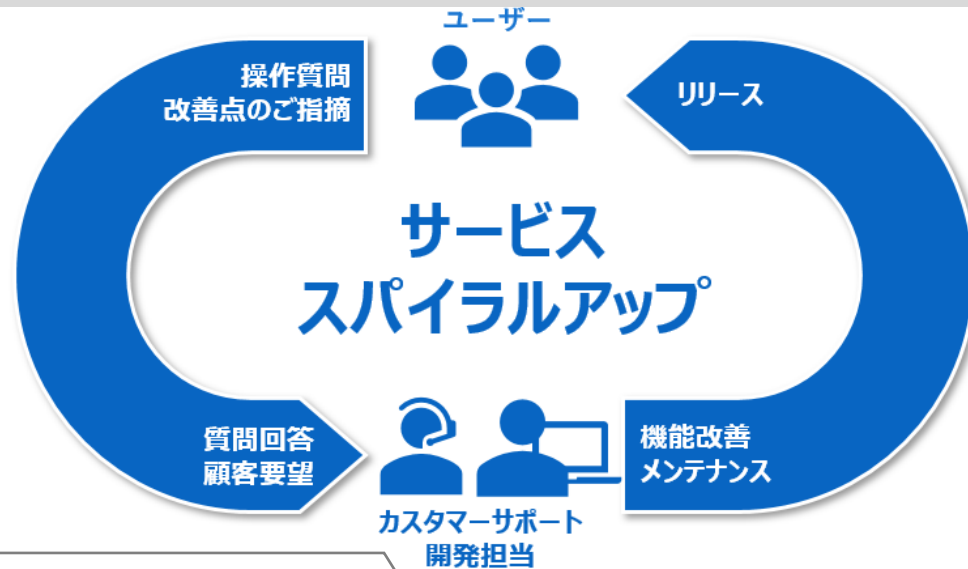 ユーザー
操作質問
改善点のご指摘
リリース
サービス
スパイラルアップ
質問回答
顧客要望
機能改善
メンテナンス
カスタマーサポート
開発担当